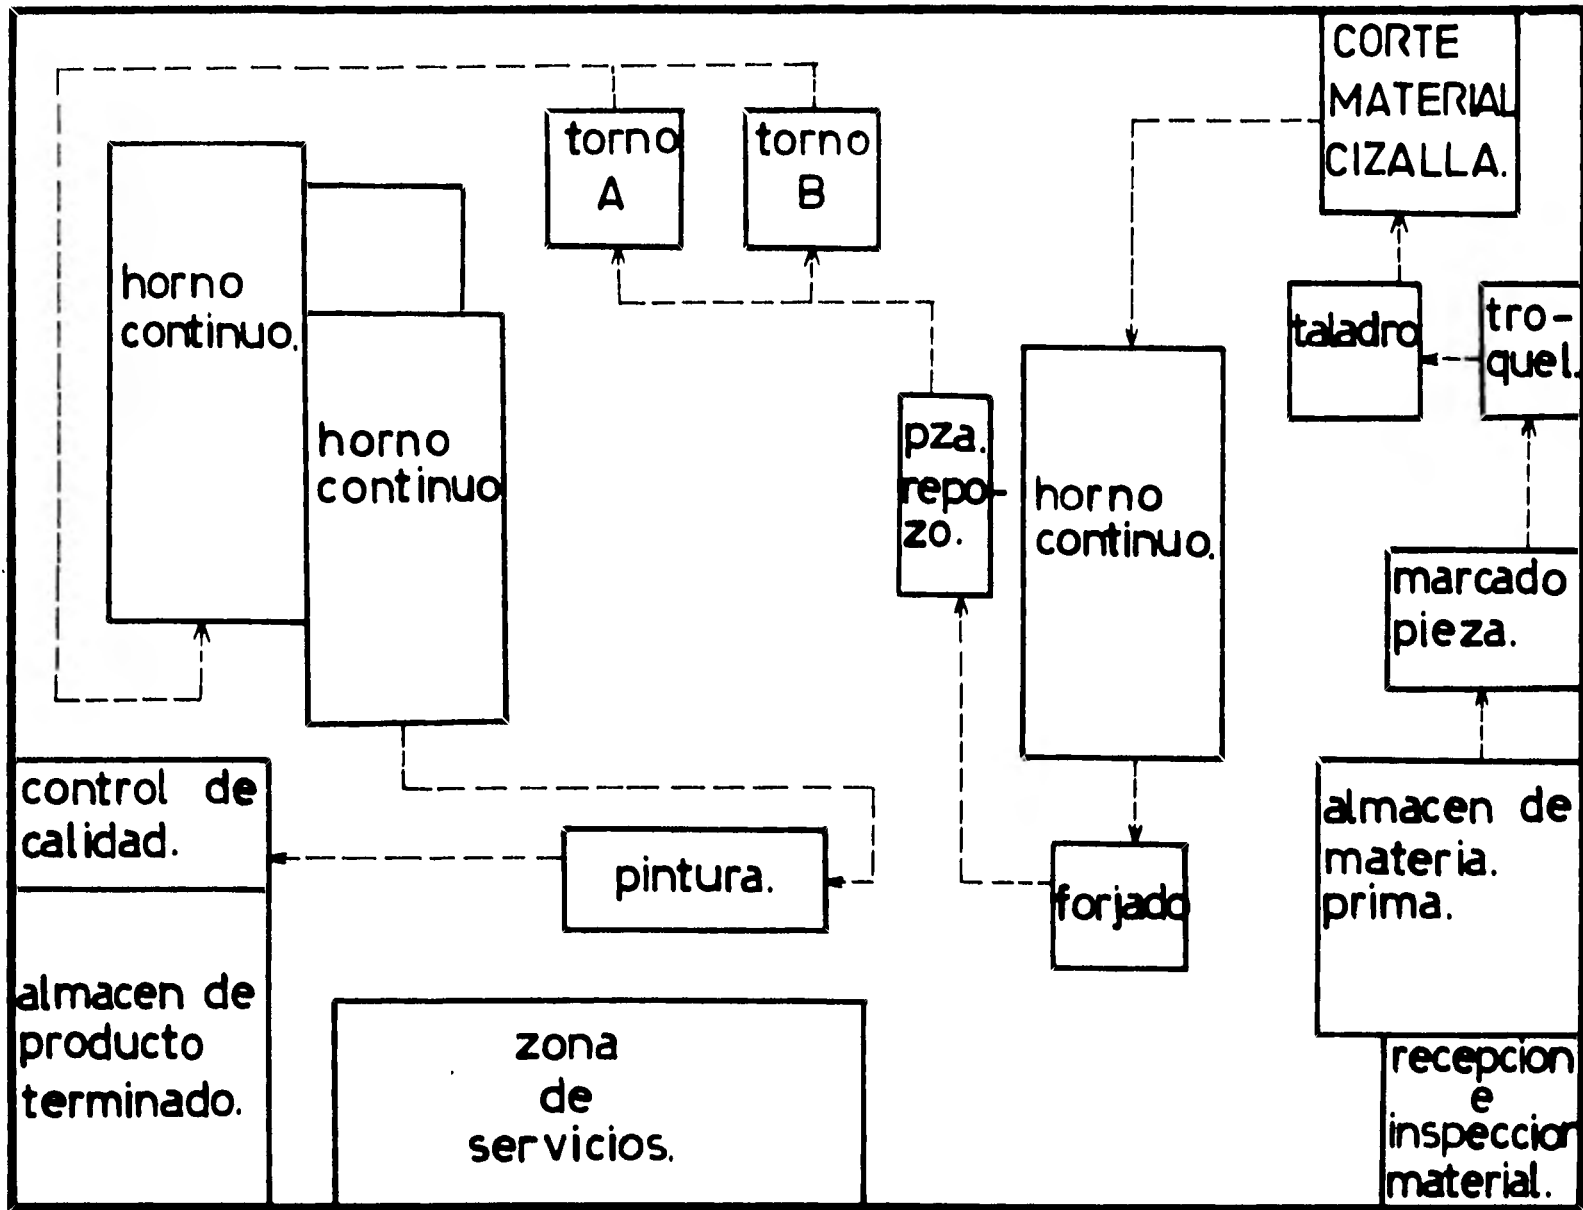 CORTE
MATERIAL
CIZALLA.
torno
A
torno
B
horno
continuo.
taladro
tro-
quel.
horno
continuo
pza.
repo-
zo.
horno
continuo.
marcado
pieza.
control de
calidad.
almacen de
materia.
prima.
pintura.
forjado
almacen de
producto
terminado.
zona
de
servicios.
recepcion
e
inspeccion
material.